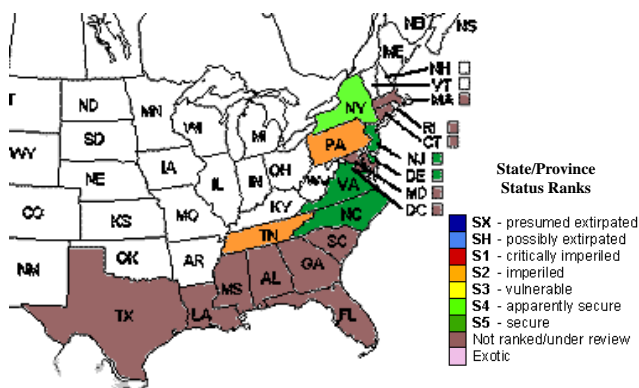 NB
NS
ME
NH
VT
MA
RI
CT
NJ
DE
MD
DC
T
ND
MN
WI
MI
NY
SD
WY
IA
PA
NE
IL
IN
OH
WV
VA
CO
KS
MO
KY
NC
TN
NM
OK
AR
SC
MS
AL
GA
TX
LA
FL
State/Province
Status Ranks
SX - presumed extirpated
SH - possibly extirpated
S1 - critically imperiled
S2 - imperiled
S3 - vulnerable
S4 - apparently secure
S5 - secure
Not ranked/under review
Exotic